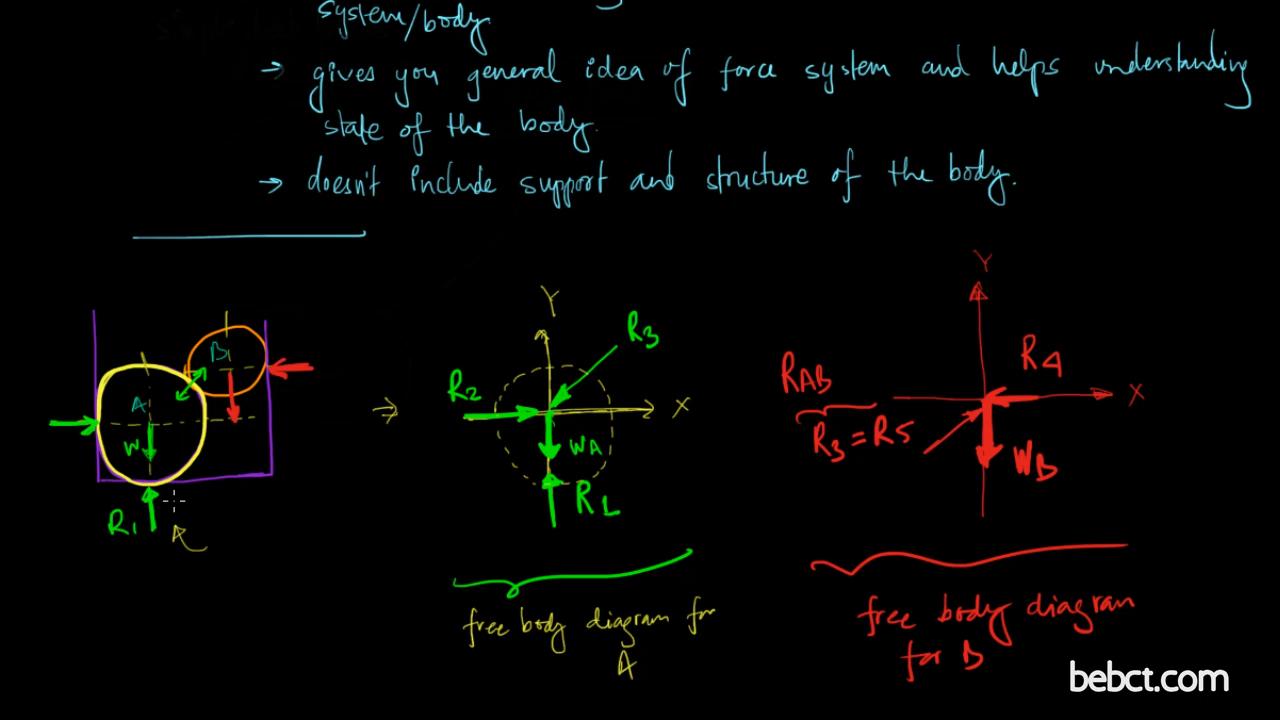 system/body
→ gives you general idea of force system and helps understanding
state of the body.
→ doesn't include support and structure of the body.
B
A
W
R1
A
Y
R3
R2
X
WA
R1
free body diagram for
A
Y
R4
RAB
X
R3 = R5
WB
free body diagram
for B
bebct.com